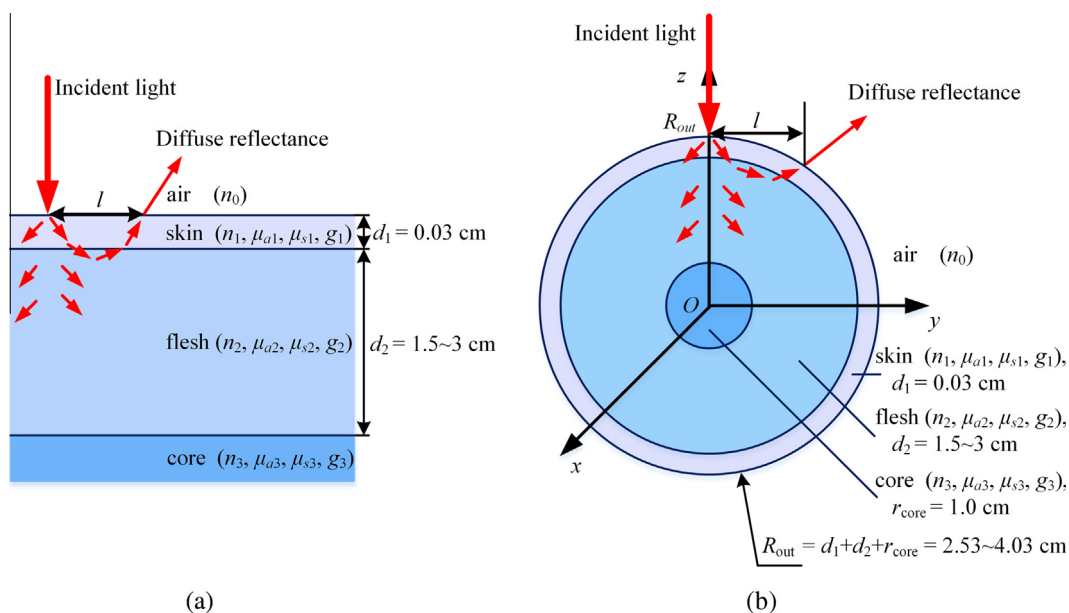 Incident light
Diffuse reflectance
l
air (n0)
skin (n1, μa1, μs1, g1)
d1 = 0.03 cm
flesh (n2, μa2, μs2, g2)
d2 = 1.5~3 cm
core (n3, μa3, μs3, g3)
(a)
Incident light
z
Diffuse reflectance
Rout
l
air (n0)
O
y
x
skin (n1, μa1, μs1, g1),
d1 = 0.03 cm
flesh (n2, μa2, μs2, g2),
d2 = 1.5~3 cm
core (n3, μa3, μs3, g3),
rcore = 1.0 cm
Rout = d1+d2+rcore = 2.53~4.03 cm
(b)